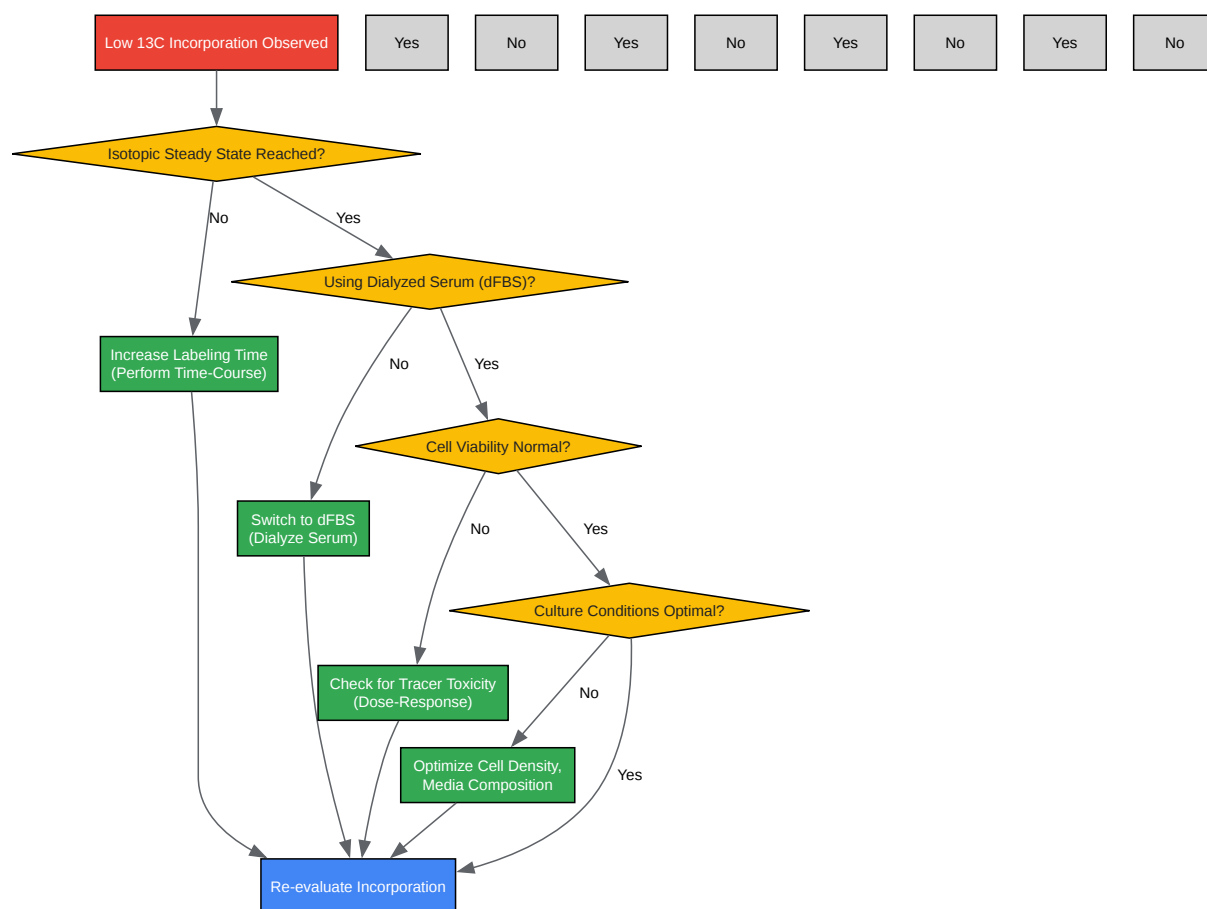 Low 13C Incorporation Observed
Yes
No
Yes
No
Yes
No
Yes
No
Isotopic Steady State Reached?
No
Yes
Using Dialyzed Serum (dFBS)?
Increase Labeling Time
(Perform Time-Course)
No
Yes
Cell Viability Normal?
Switch to dFBS
(Dialyze Serum)
No
Yes
Culture Conditions Optimal?
Check for Tracer Toxicity
(Dose-Response)
No
Optimize Cell Density,
Media Composition
Yes
Re-evaluate Incorporation